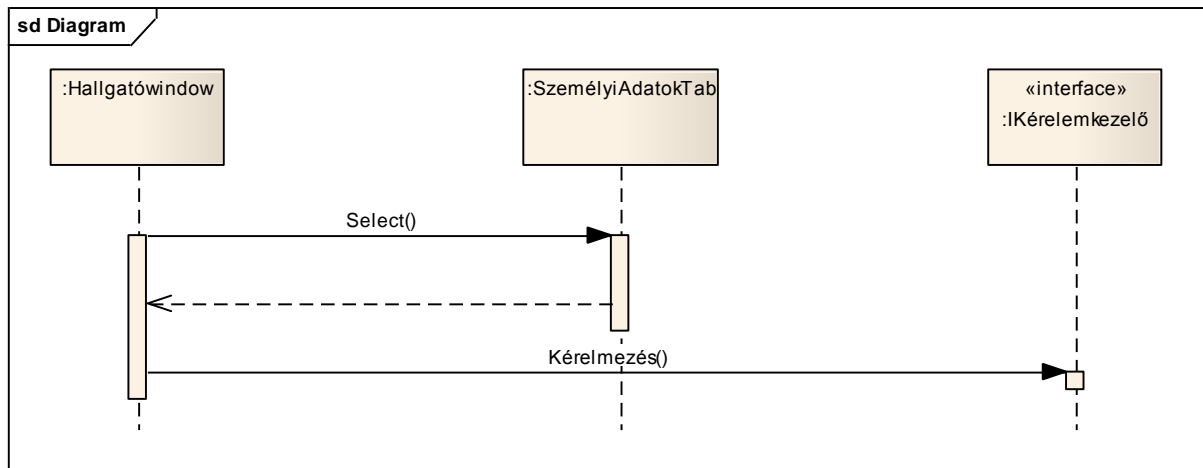 sd Diagram
:Hallgatówindow
:SzemélyiAdatokTab
«interface»
:IKérelemkezelő
Select()
Kérelmezés()